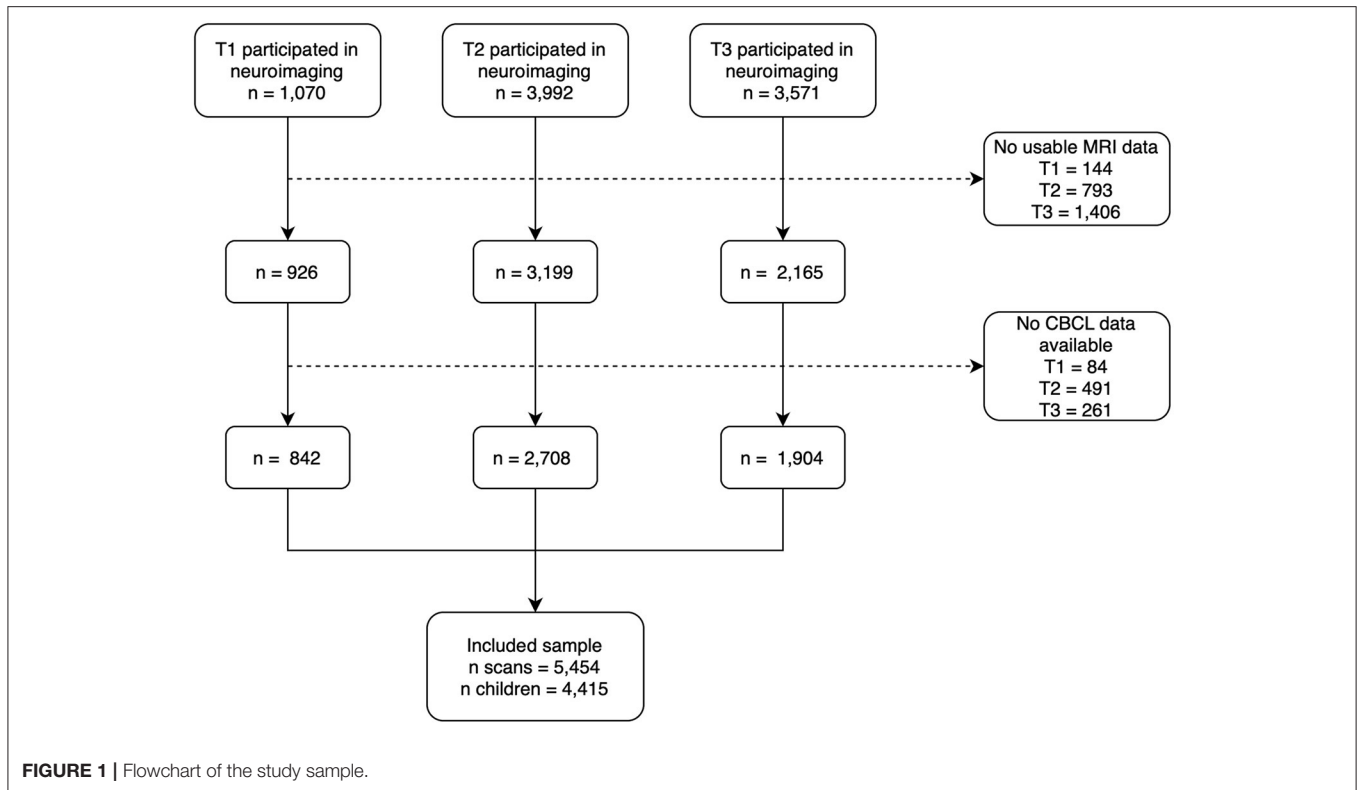 T1 participated in
neuroimaging
n = 1,070
T2 participated in
neuroimaging
n = 3,992
T3 participated in
neuroimaging
n = 3,571
No usable MRI data
T1 = 144
T2 = 793
T3 = 1,406
n = 926
n = 3,199
n = 2,165
No CBCL data
available
T1 = 84
T2 = 491
T3 = 261
n = 842
n = 2,708
n = 1,904
Included sample
n scans = 5,454
n children = 4,415
FIGURE 1 | Flowchart of the study sample.